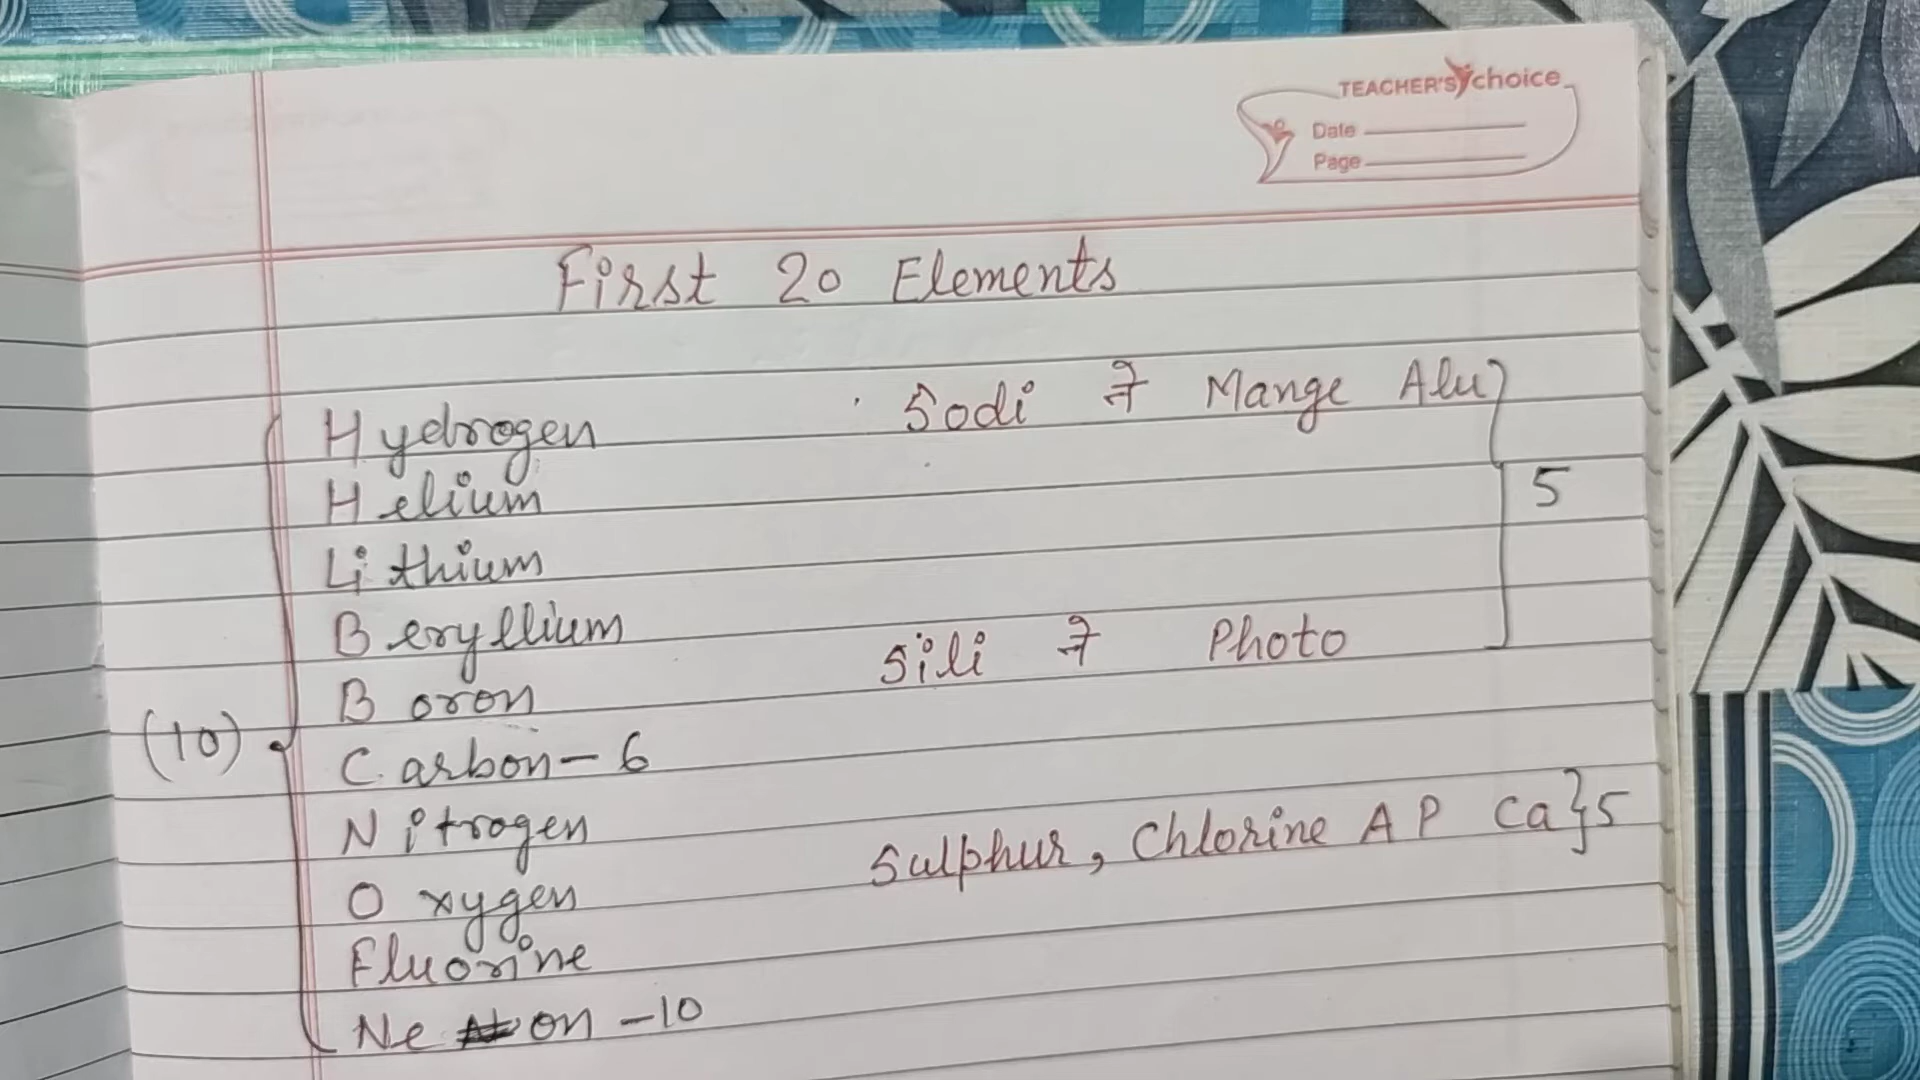 TEACHER'S choice
Date
Page
First 20 Elements
Hydrogen
Helium
Lithium
Beryllium
Boron
(10)
Carbon - 6
Nitrogen
Oxygen
Fluorine
Neon - 10
Sodi ने Mange Alu
5
Sili ने Photo
Sulphur, Chlorine A P Ca } 5